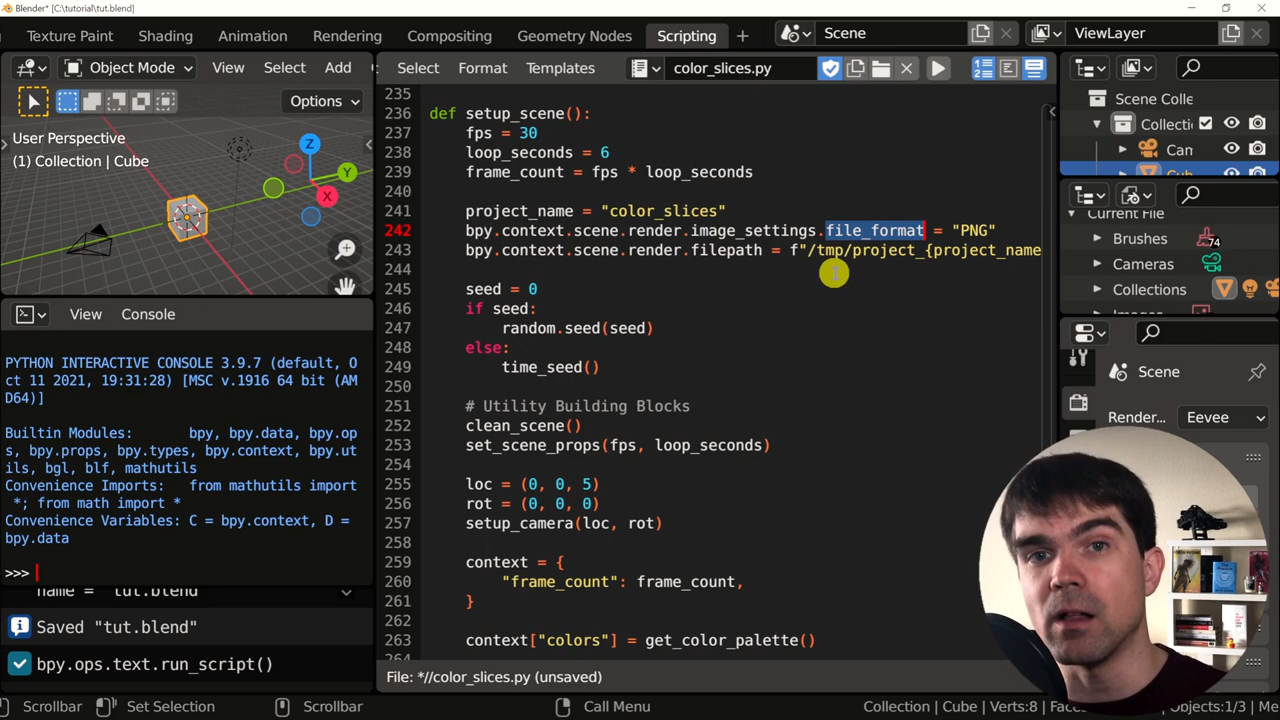 Blender* [C:\tutorial\tut.blend]
Texture Paint Shading Animation Rendering Compositing Geometry Nodes Scripting + Scene ViewLayer
Object Mode View Select Add
Select Format Templates color_slices.py
Options
User Perspective
(1) Collection | Cube
Z
Y
X
235
236 def setup_scene():
237 fps = 30
238 loop_seconds = 6
239 frame_count = fps * loop_seconds
240
241 project_name = "color_slices"
242 bpy.context.scene.render.image_settings.file_format = "PNG"
243 bpy.context.scene.render.filepath = f"/tmp/project_{project_name
244
245 seed = 0
246 if seed:
247 random.seed(seed)
248 else:
249 time_seed()
250
251 # Utility Building Blocks
252 clean_scene()
253 set_scene_props(fps, loop_seconds)
254
255 loc = (0, 0, 5)
256 rot = (0, 0, 0)
257 setup_camera(loc, rot)
258
259 context = {
260 "frame_count": frame_count,
261 }
262
263 context["colors"] = get_color_palette()
264
File: *//color_slices.py (unsaved)
View Console
PYTHON INTERACTIVE CONSOLE 3.9.7 (default, O
ct 11 2021, 19:31:28) [MSC v.1916 64 bit (AM
D64)]
Builtin Modules: bpy, bpy.data, bpy.op
s, bpy.props, bpy.types, bpy.context, bpy.ut
ils, bgl, blf, mathutils
Convenience Imports: from mathutils import
*; from math import *
Convenience Variables: C = bpy.context, D =
bpy.data
>>>
name = "tut.blend"
Saved "tut.blend"
bpy.ops.text.run_script()
Scene Colle
Collecti
Cam
Cub
Current File
Brushes 74
Cameras
Collections
Images
Scene
Render... Eevee
Scrollbar Set Selection Scrollbar Call Menu Collection | Cube | Verts:8 | Faces Objects:1/3 | Me